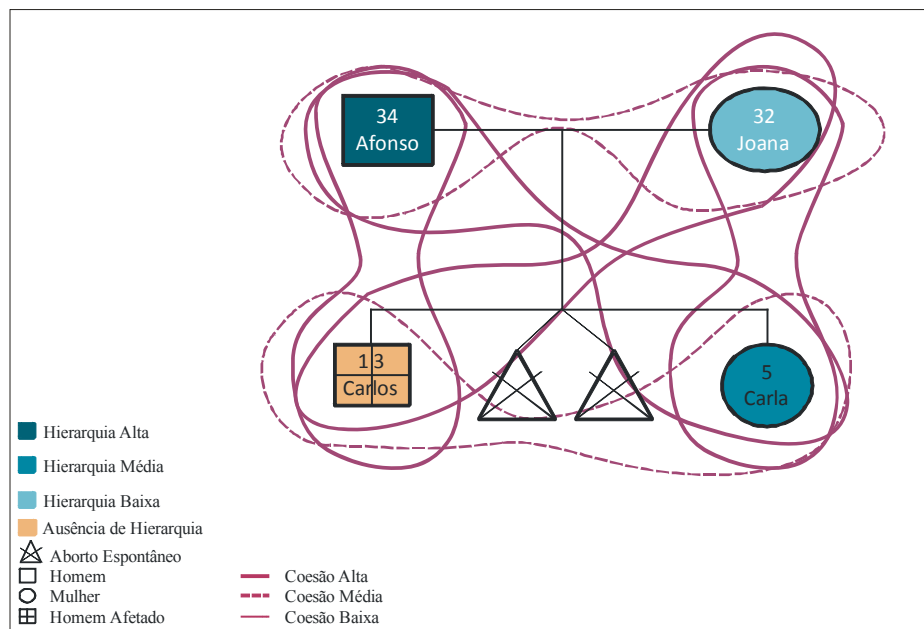 34
Afonso
32
Joana
13
Carlos
5
Carla
Hierarquia Alta
Hierarquia Média
Hierarquia Baixa
Ausência de Hierarquia
Aborto Espontâneo
Homem
Mulher
Homem Afetado
Coesão Alta
Coesão Média
Coesão Baixa